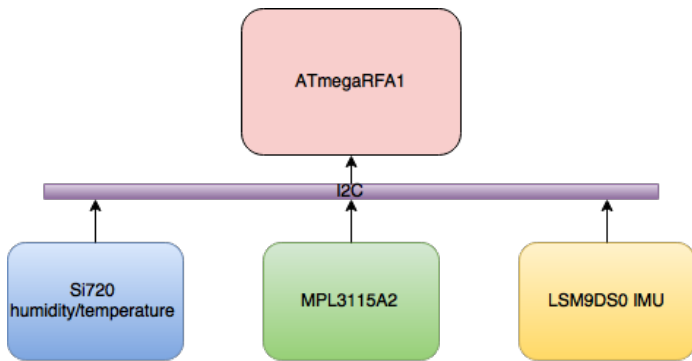 ATmegaRFA1
I2C
Si720
humidity/temperature
MPL3115A2
LSM9DS0 IMU